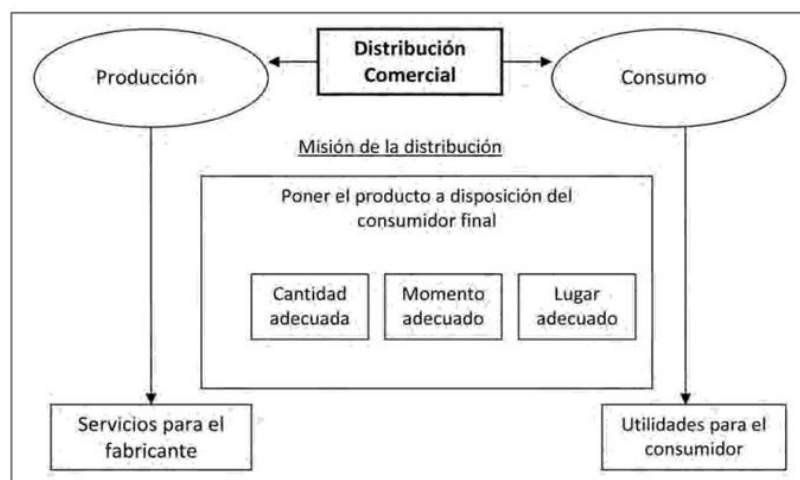 Distribución
Comercial
Producción
Consumo
Misión de la distribución
Poner el producto a disposición del
consumidor final
Cantidad
adecuada
Momento
adecuado
Lugar
adecuado
Servicios para el
fabricante
Utilidades para el
consumidor